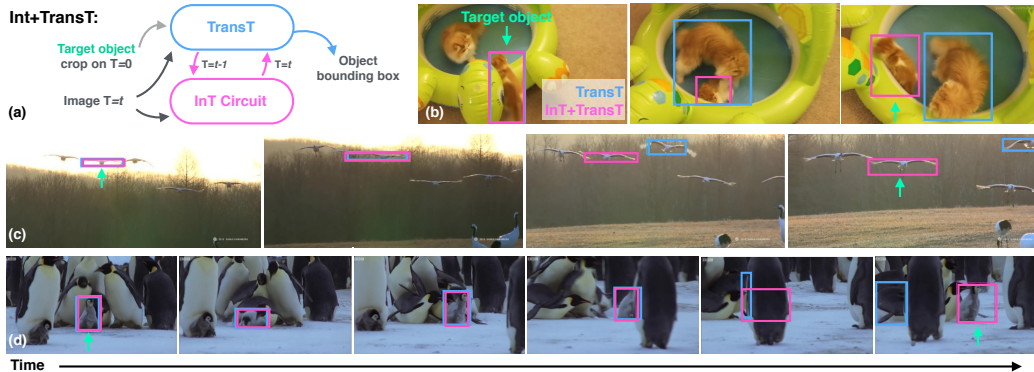 Int+TransT:
TransT
Target object
crop on T=0
T=t-1
T=t
Object
bounding box
Image T=t
InT Circuit
(a)
Target object
TransT
InT+TransT
(b)
(c)
(d)
Time